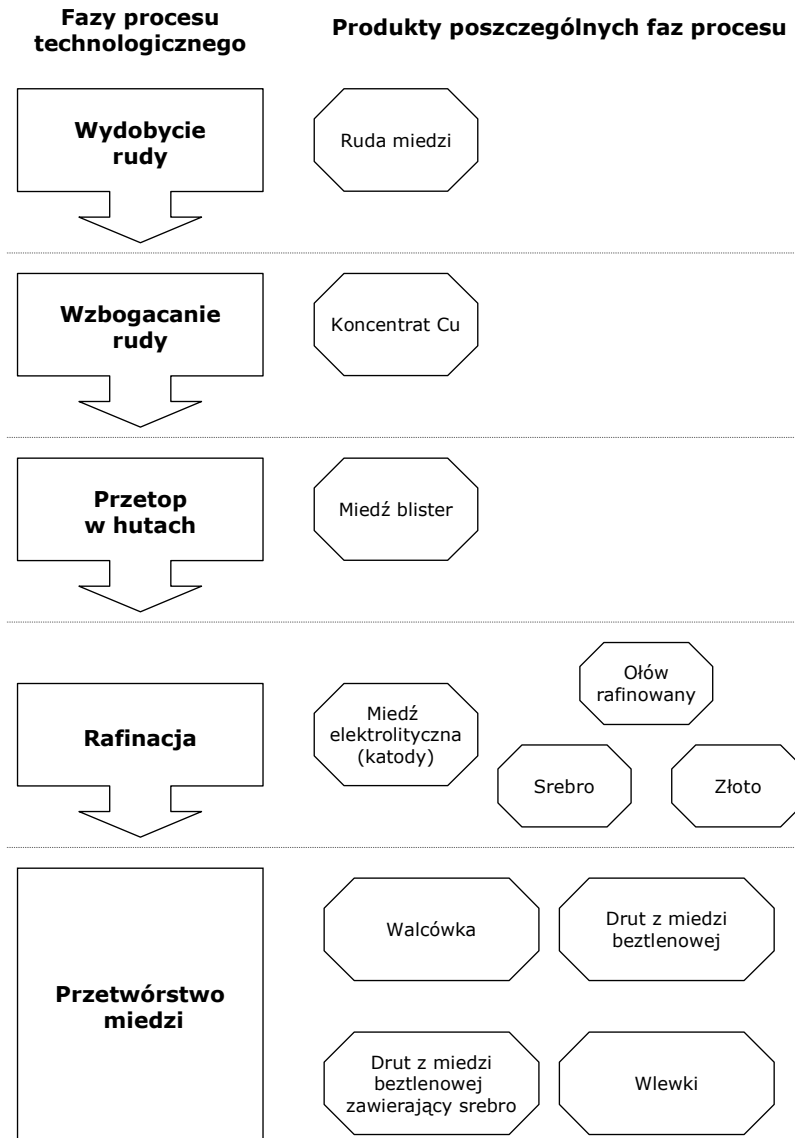 Fazy procesu
technologicznego
Produkty poszczególnych faz procesu
Wydobycie
rudy
Ruda miedzi
Wzbogacanie
rudy
Koncentrat Cu
Przetop
w hutach
Miedź blister
Rafinacja
Miedź
elektrolityczna
(katody)
Ołów
rafinowany
Srebro
Złoto
Przetwórstwo
miedzi
Walcówka
Drut z miedzi
beztlenowej
Drut z miedzi
beztlenowej
zawierający srebro
Wlewki